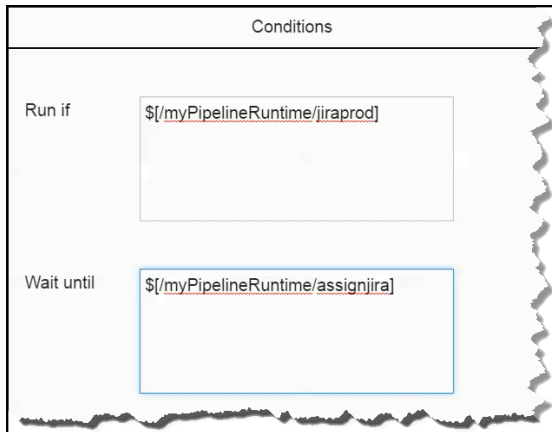 Conditions
Run if
$[/myPipelineRuntime/jiraprod]
Wait until
$[/myPipelineRuntime/assignjira]